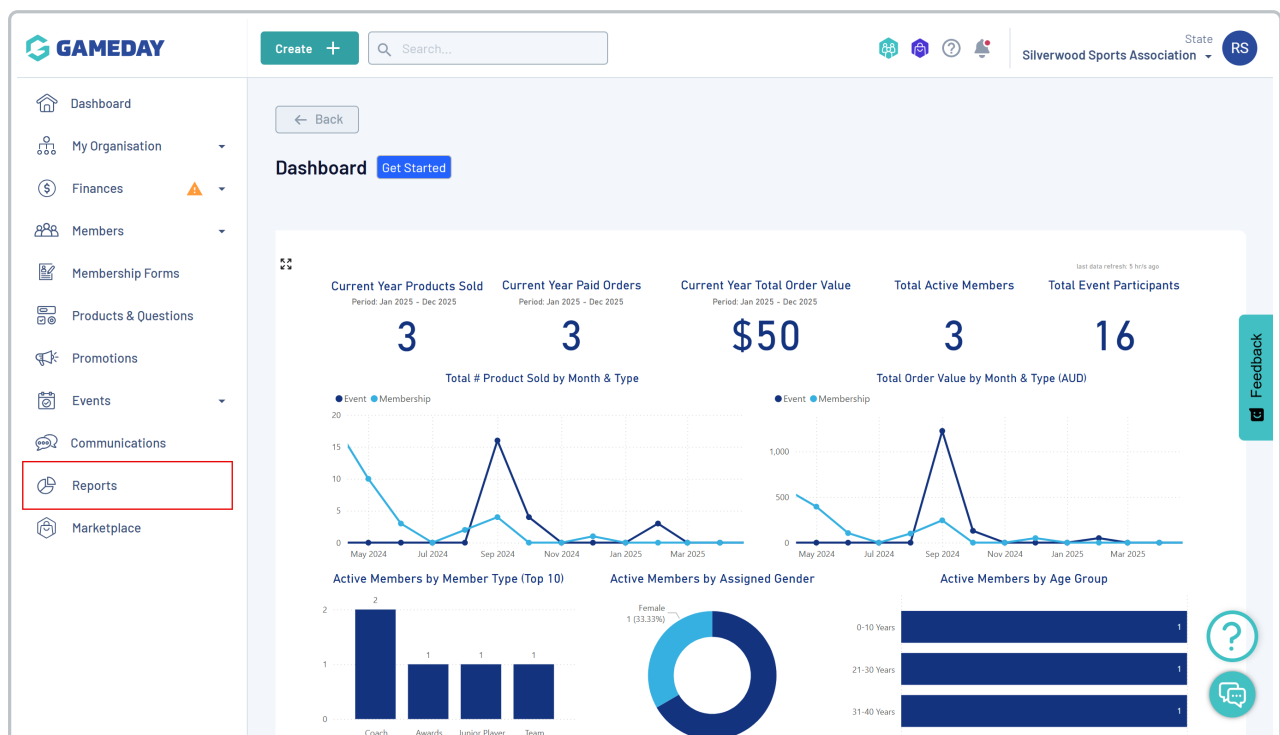 GAMEDAY
Create +
Search...
State
Silverwood Sports Association
RS
Dashboard
My Organisation
Finances
Members
Membership Forms
Products & Questions
Promotions
Events
Communications
Reports
Marketplace
← Back
Dashboard
Get Started
last data refresh: 5 hr/s ago
Current Year Products Sold
Period: Jan 2025 - Dec 2025
3
Current Year Paid Orders
Period: Jan 2025 - Dec 2025
3
Current Year Total Order Value
Period: Jan 2025 - Dec 2025
$50
Total Active Members
3
Total Event Participants
16
Total # Product Sold by Month & Type
Event Membership
20
15
10
5
0
May 2024 Jul 2024 Sep 2024 Nov 2024 Jan 2025 Mar 2025
Total Order Value by Month & Type (AUD)
Event Membership
1,000
500
0
May 2024 Jul 2024 Sep 2024 Nov 2024 Jan 2025 Mar 2025
Active Members by Member Type (Top 10)
2
1
0
2
1
1
1
Coach Awards Junior Player Team
Active Members by Assigned Gender
Female
1 (33.33%)
Active Members by Age Group
0-10 Years 1
21-30 Years 1
31-40 Years 1
Feedback